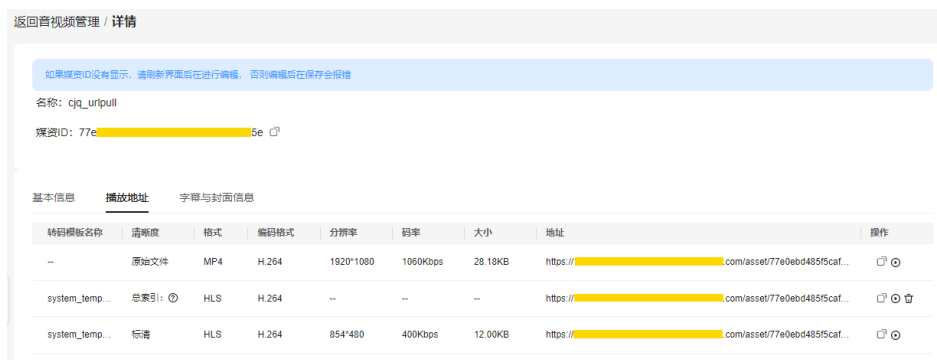 返回音视频管理 / 详情
如果媒资ID没有显示，请刷新界面后在进行编辑，否则编辑后在保存会报错
名称：cjq_urlpull
媒资ID：77e 5e
基本信息 播放地址 字幕与封面信息
转码模板名称 清晰度 格式 编码格式 分辨率 码率 大小 地址 操作
-- 原始文件 MP4 H.264 1920*1080 1060Kbps 28.18KB https:// .com/asset/77e0ebd485f5caf...
system_temp... 总索引： HLS H.264 -- -- -- https:// .com/asset/77e0ebd485f5caf...
system_temp... 标清 HLS H.264 854*480 400Kbps 12.00KB https:// .com/asset/77e0ebd485f5caf...